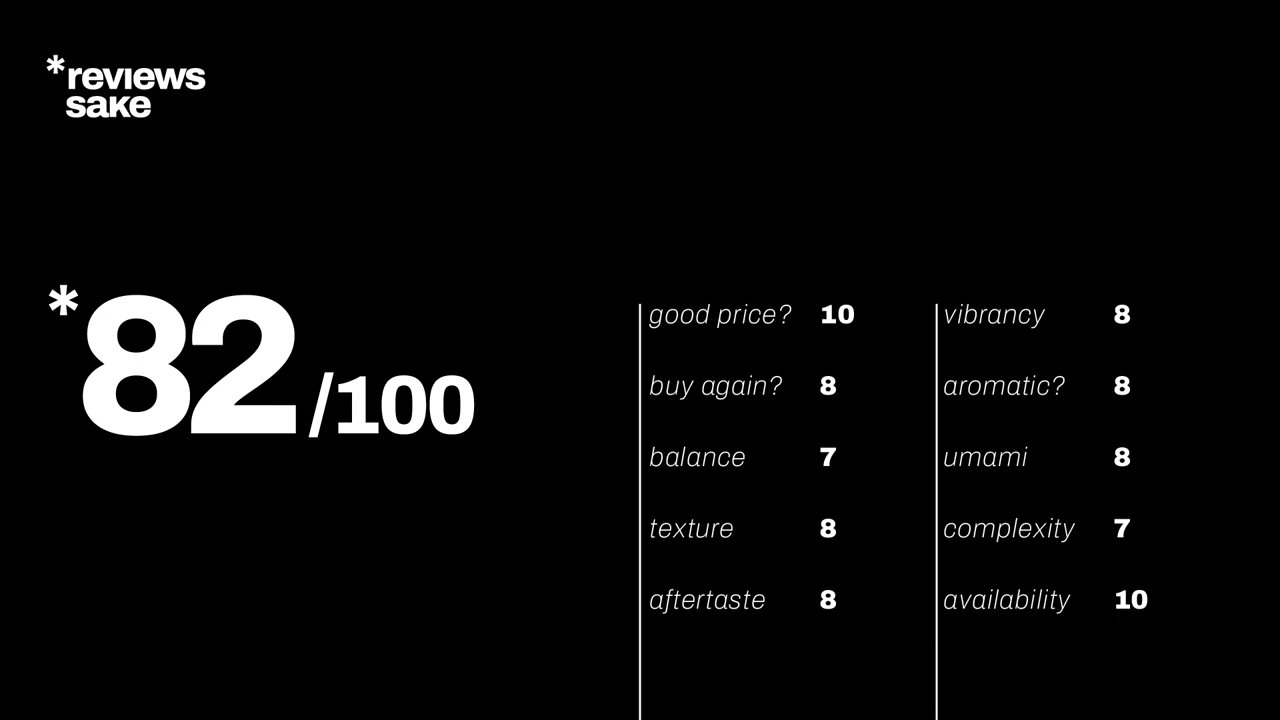 *reviews
sake
*82/100
good price? 10
buy again? 8
balance 7
texture 8
aftertaste 8
vibrancy 8
aromatic? 8
umami 8
complexity 7
availability 10